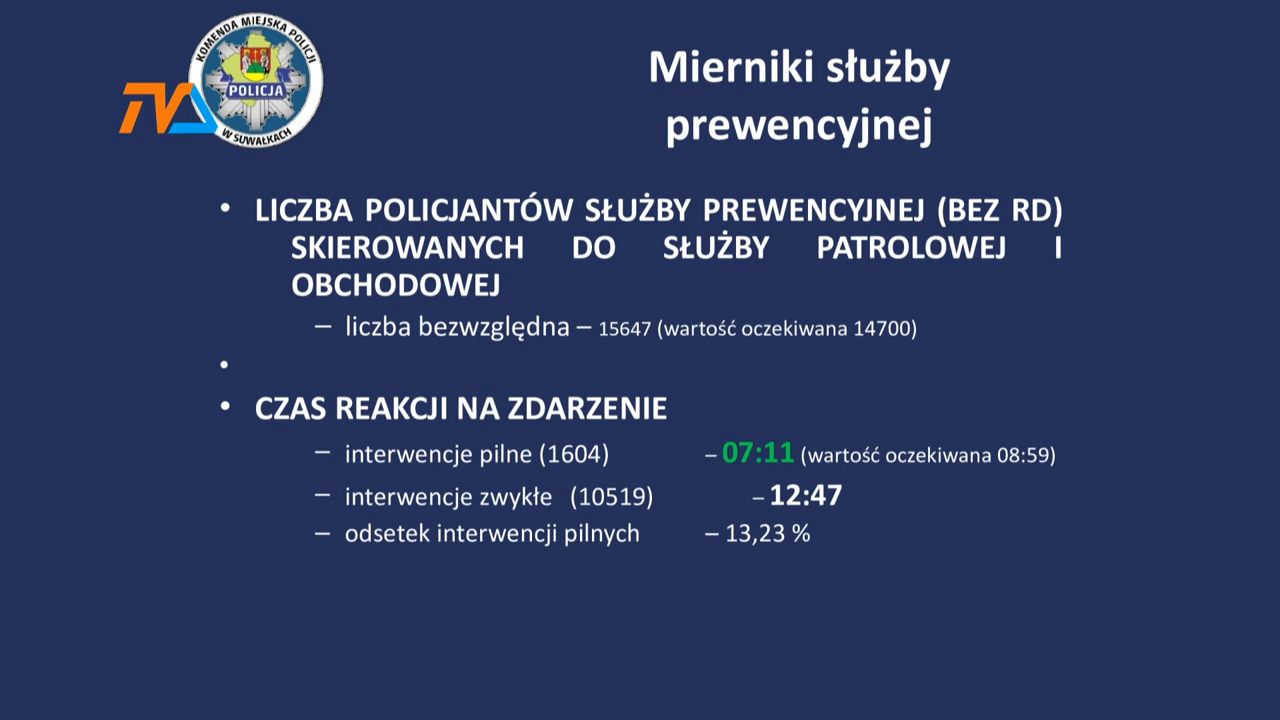 KOMENDA MIEJSKA POLICJI
POLICJA
W SUWAŁKACH
TV
Mierniki służby
prewencyjnej
• LICZBA POLICJANTÓW SŁUŻBY PREWENCYJNEJ (BEZ RD)
SKIEROWANYCH DO SŁUŻBY PATROLOWEJ I
OBCHODOWEJ
– liczba bezwzględna – 15647 (wartość oczekiwana 14700)
•
• CZAS REAKCJI NA ZDARZENIE
– interwencje pilne (1604) – 07:11 (wartość oczekiwana 08:59)
– interwencje zwykłe (10519) – 12:47
– odsetek interwencji pilnych – 13,23 %